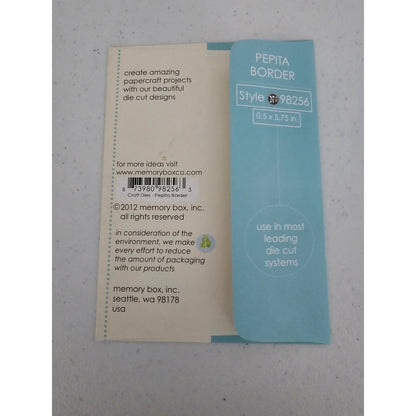 create amazing
papercraft projects
with our beautiful
die cut designs
for more ideas visit
www.memoryboxco.com
8 73980 98256 3
Craft Dies - Pepita Border
©2012 memory box, inc.
all rights reserved
in consideration of the
environment, we make
every effort to reduce
the amount of packaging
with our products
memory box, inc.
seattle, wa 98178
usa
PEPITA
BORDER
Style 98256
0.5 x 5.75 in.
use in most
leading
die cut
systems